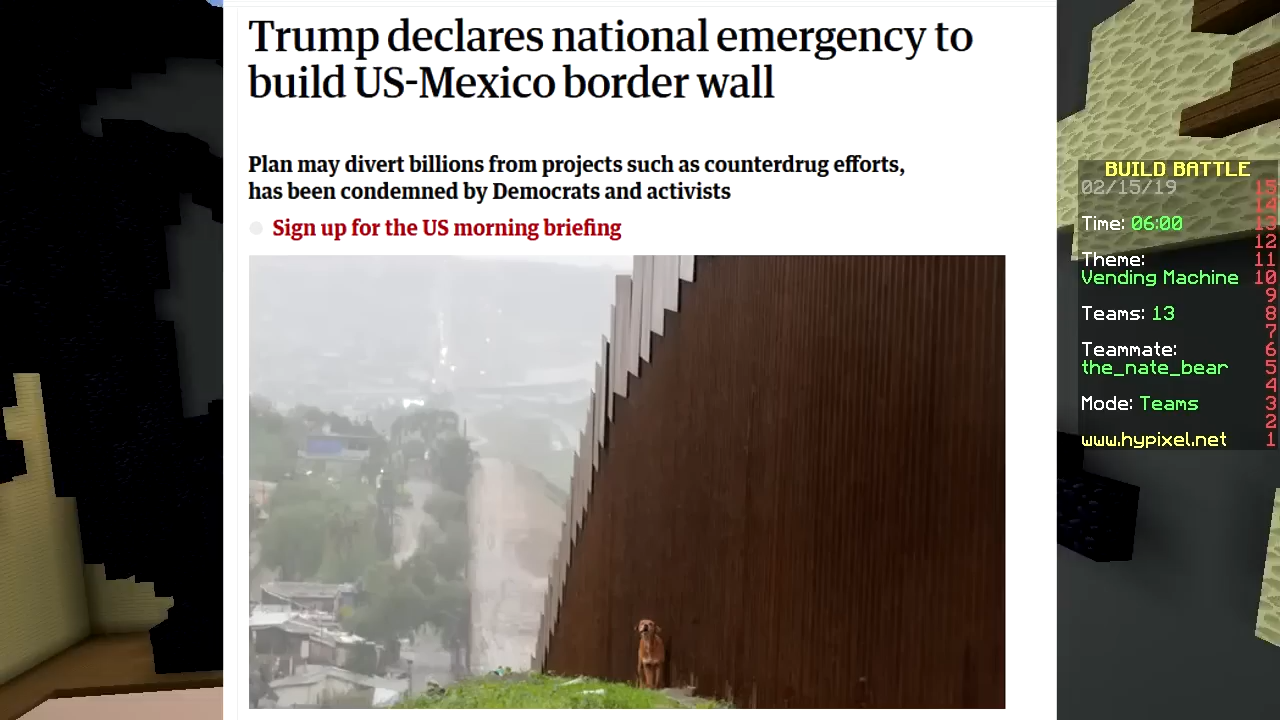 Trump declares national emergency to
build US-Mexico border wall
Plan may divert billions from projects such as counterdrug efforts,
has been condemned by Democrats and activists
Sign up for the US morning briefing
BUILD BATTLE
02/15/19 15
14
Time: 06:00 13
12
Theme: 11
Vending Machine 10
9
Teams: 13 8
7
Teammate: 6
the_nate_bear 5
4
Mode: Teams 3
2
www.hypixel.net 1